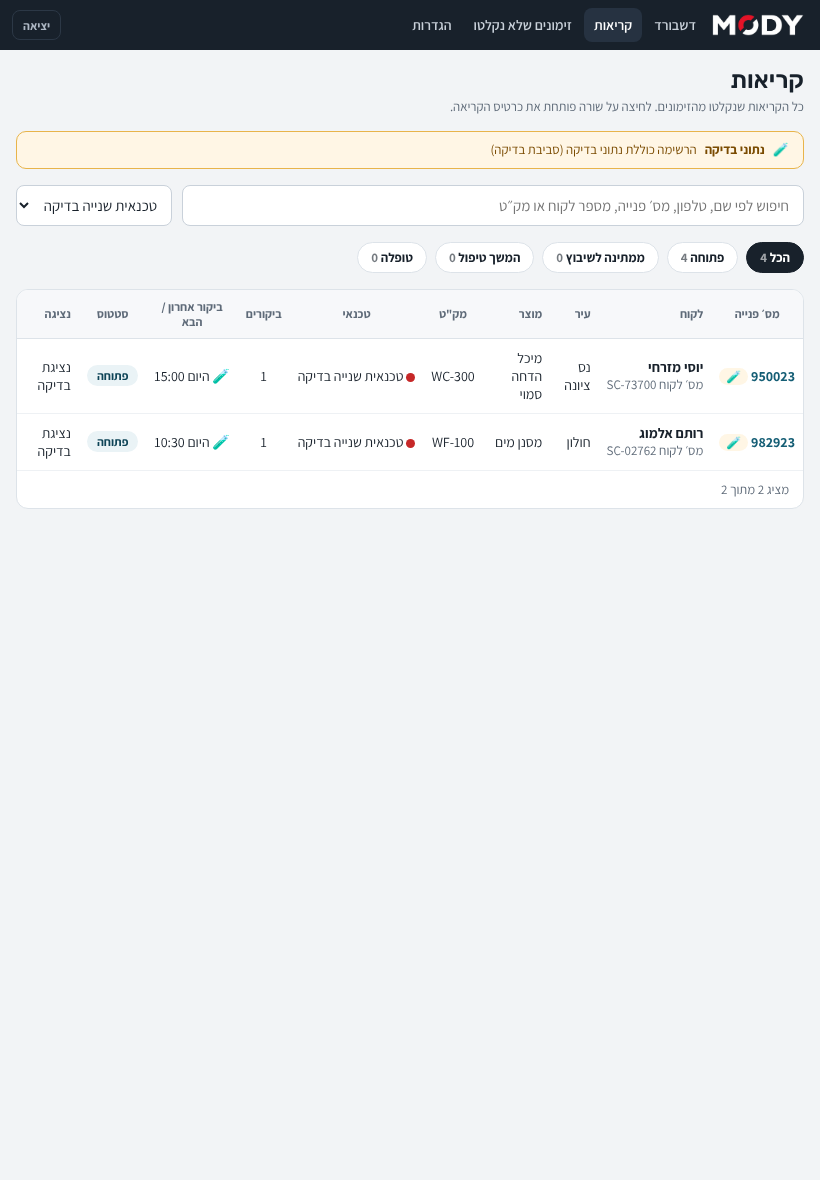 MODY דשבורד קריאות זימונים שלא נקלטו הגדרות יציאה
קריאות
כל הקריאות שנקלטו מהזימונים. לחיצה על שורה פותחת את כרטיס הקריאה.
🧪 נתוני בדיקה הרשימה כוללת נתוני בדיקה (סביבת בדיקה)
חיפוש לפי שם, טלפון, מס׳ פנייה, מספר לקוח או מק״ט טכנאית שנייה בדיקה
הכל 4 פתוחה 4 ממתינה לשיבוץ 0 המשך טיפול 0 טופלה 0
מס׳ פנייה לקוח עיר מוצר מק"ט טכנאי ביקורים ביקור אחרון / הבא סטטוס נציגה
950023 🧪 יוסי מזרחי מס׳ לקוח SC-73700 נס ציונה מיכל הדחה סמוי WC-300 טכנאית שנייה בדיקה 1 🧪 היום 15:00 פתוחה נציגת בדיקה
982923 🧪 רותם אלמוג מס׳ לקוח SC-02762 חולון מסנן מים WF-100 טכנאית שנייה בדיקה 1 🧪 היום 10:30 פתוחה נציגת בדיקה
מציג 2 מתוך 2